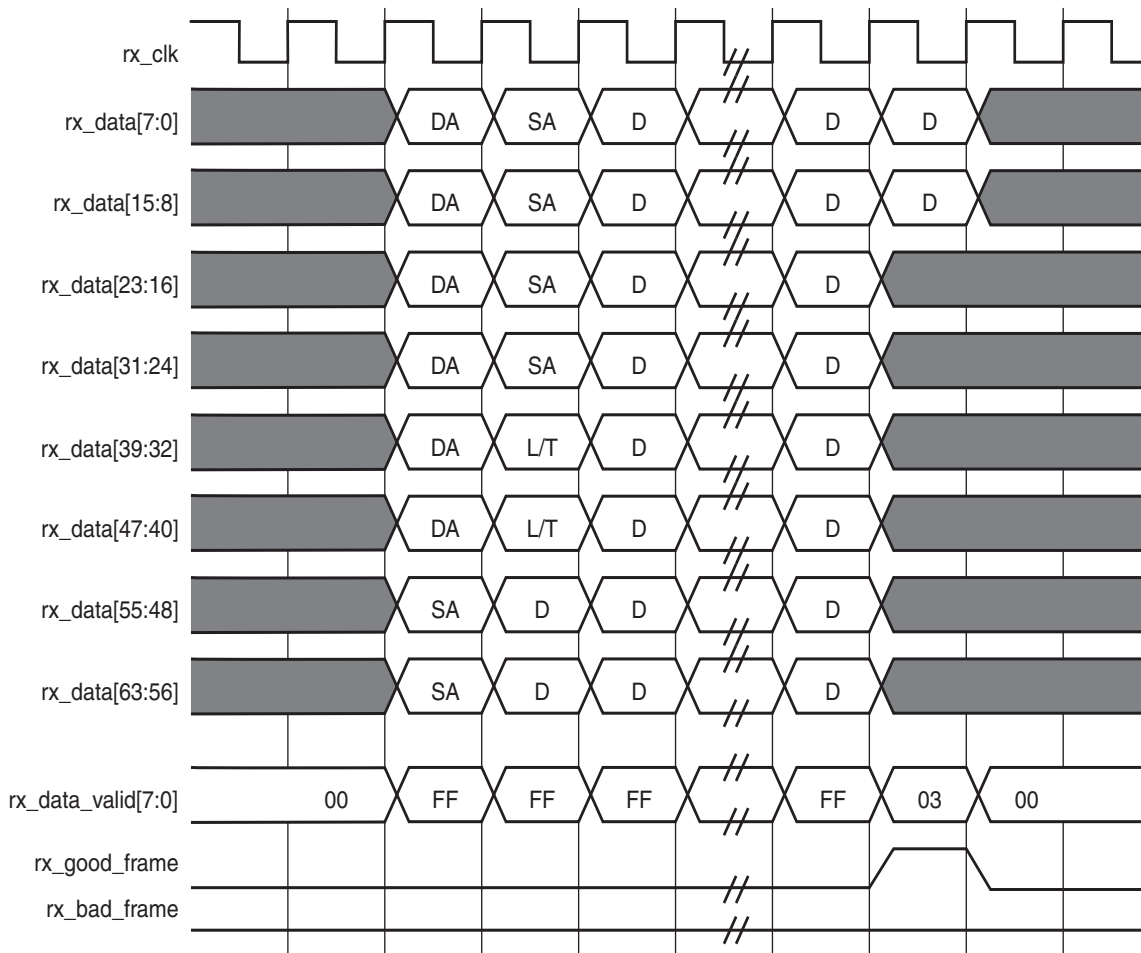 rx_clk
rx_data[7:0] DA SA D D D
rx_data[15:8] DA SA D D D
rx_data[23:16] DA SA D D
rx_data[31:24] DA SA D D
rx_data[39:32] DA L/T D D
rx_data[47:40] DA L/T D D
rx_data[55:48] SA D D D
rx_data[63:56] SA D D D
rx_data_valid[7:0] 00 FF FF FF FF 03 00
rx_good_frame
rx_bad_frame